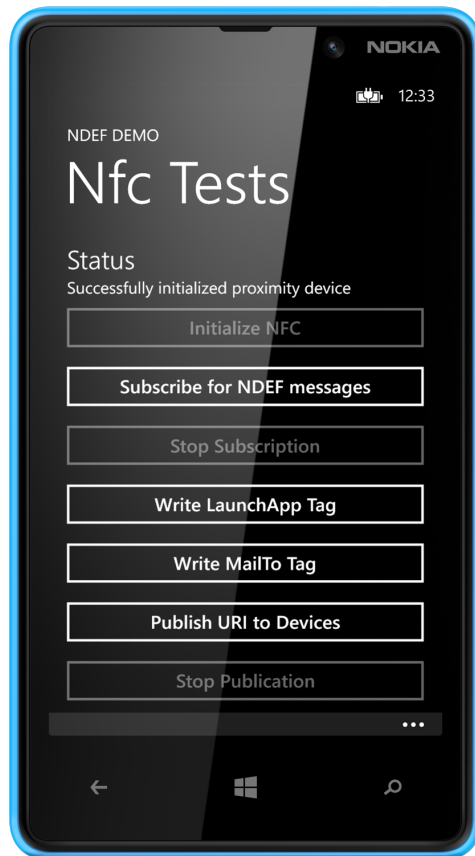 NOKIA
12:33
NDEF DEMO
Nfc Tests
Status
Successfully initialized proximity device
Initialize NFC
Subscribe for NDEF messages
Stop Subscription
Write LaunchApp Tag
Write MailTo Tag
Publish URI to Devices
Stop Publication